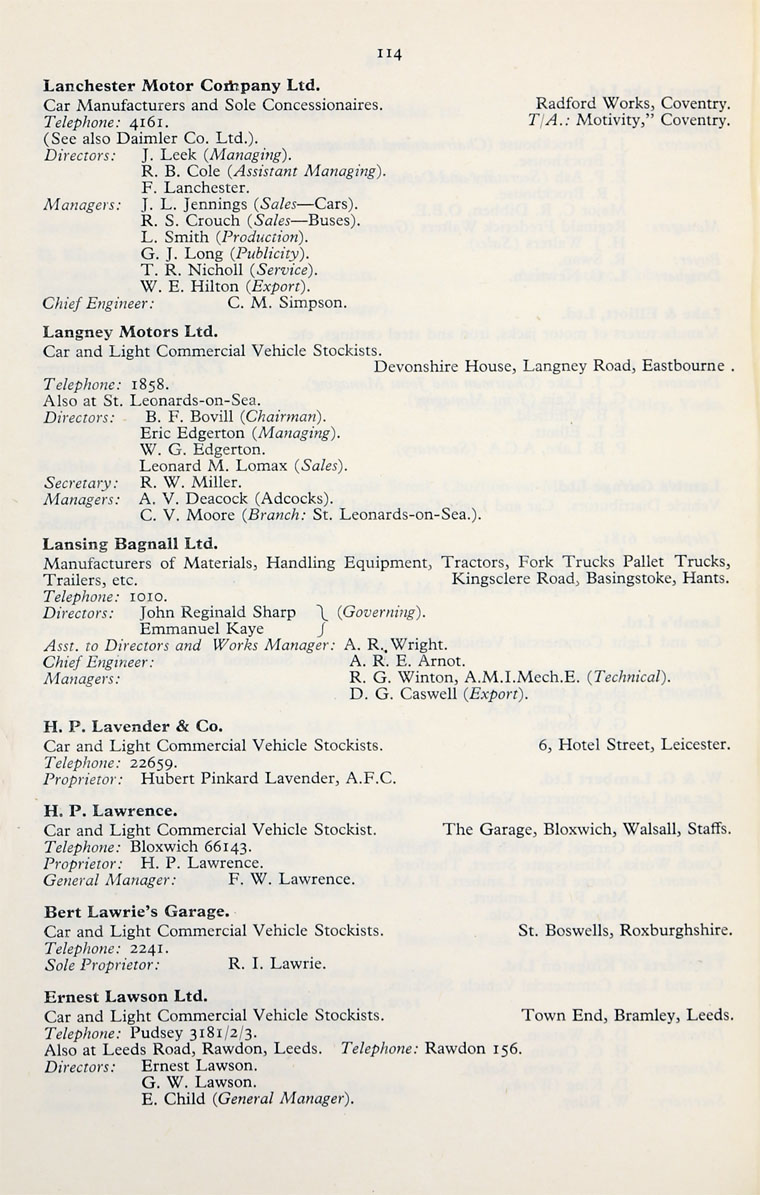 114
Lanchester Motor Company Ltd.
Car Manufacturers and Sole Concessionaires. Radford Works, Coventry.
Telephone: 4161. T/A.: Motivity,” Coventry.
(See also Daimler Co. Ltd.).
Directors: J. Leek (Managing).
R. B. Cole (Assistant Managing).
F. Lanchester.
Managers: J. L. Jennings (Sales—Cars).
R. S. Crouch (Sales—Buses).
L. Smith (Production).
G. J. Long (Publicity).
T. R. Nicholl (Service).
W. E. Hilton (Export).
Chief Engineer: C. M. Simpson.
Langney Motors Ltd.
Car and Light Commercial Vehicle Stockists.
Devonshire House, Langney Road, Eastbourne .
Telephone: 1858.
Also at St. Leonards-on-Sea.
Directors: B. F. Bovill (Chairman).
Eric Edgerton (Managing).
W. G. Edgerton.
Leonard M. Lomax (Sales).
Secretary: R. W. Miller.
Managers: A. V. Deacock (Adcocks).
C. V. Moore (Branch: St. Leonards-on-Sea.).
Lansing Bagnall Ltd.
Manufacturers of Materials, Handling Equipment, Tractors, Fork Trucks Pallet Trucks,
Trailers, etc. Kingsclere Road, Basingstoke, Hants.
Telephone: 1010.
Directors: John Reginald Sharp } (Governing).
Emmanuel Kaye
Asst. to Directors and Works Manager: A. R. Wright.
Chief Engineer: A. R. E. Arnot.
Managers: R. G. Winton, A.M.I.Mech.E. (Technical).
D. G. Caswell (Export).
H. P. Lavender & Co.
Car and Light Commercial Vehicle Stockists. 6, Hotel Street, Leicester.
Telephone: 22659.
Proprietor: Hubert Pinkard Lavender, A.F.C.
H. P. Lawrence.
Car and Light Commercial Vehicle Stockist. The Garage, Bloxwich, Walsall, Staffs.
Telephone: Bloxwich 66143.
Proprietor: H. P. Lawrence.
General Manager: F. W. Lawrence.
Bert Lawrie's Garage.
Car and Light Commercial Vehicle Stockists. St. Boswells, Roxburghshire.
Telephone: 2241.
Sole Proprietor: R. I. Lawrie.
Ernest Lawson Ltd.
Car and Light Commercial Vehicle Stockists. Town End, Bramley, Leeds.
Telephone: Pudsey 3181/2/3.
Also at Leeds Road, Rawdon, Leeds. Telephone: Rawdon 156.
Directors: Ernest Lawson.
G. W. Lawson.
E. Child (General Manager).